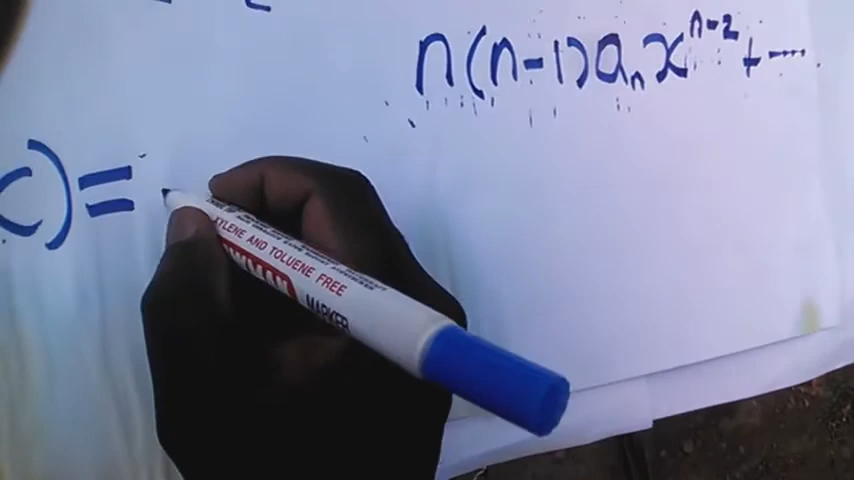 n(n-1)aₙxⁿ⁻² + ....
c) =
XYLENE AND TOLUENE FREE
MARKER